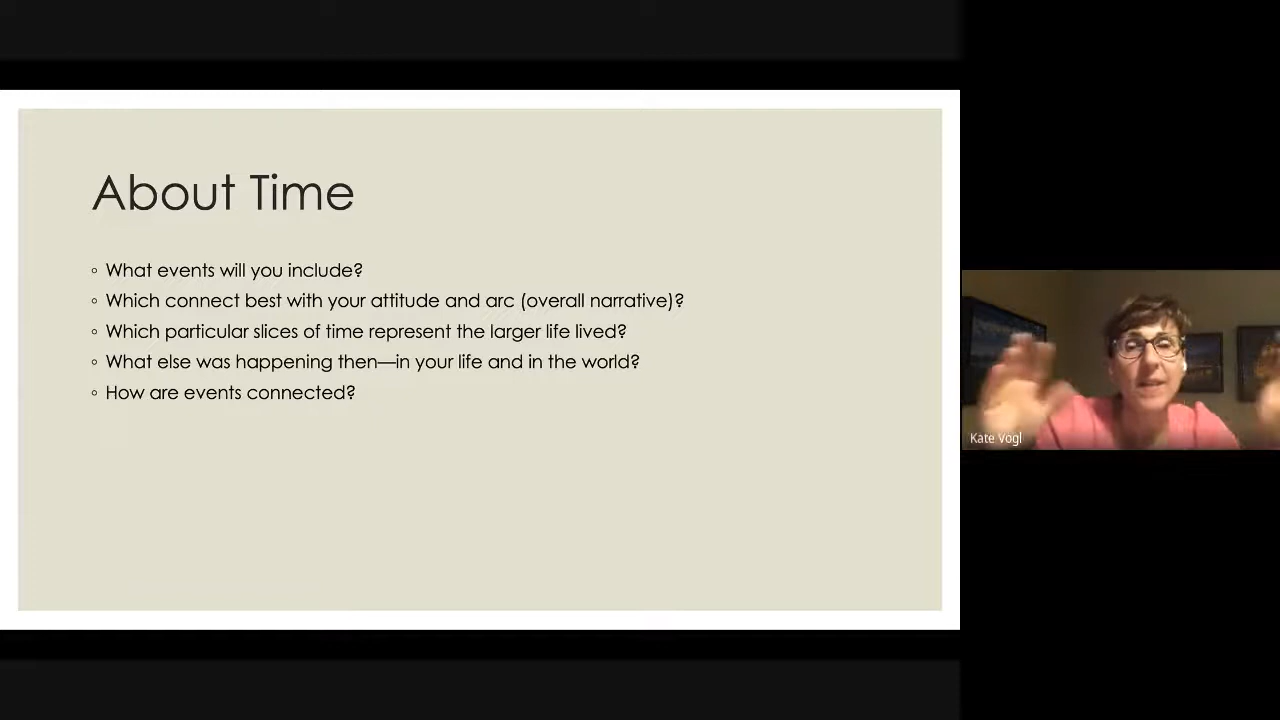 About Time
◦ What events will you include?
◦ Which connect best with your attitude and arc (overall narrative)?
◦ Which particular slices of time represent the larger life lived?
◦ What else was happening then—in your life and in the world?
◦ How are events connected?
Kate Vogl